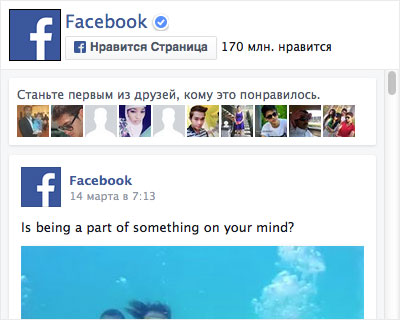 Facebook
Нравится Страница 170 млн. нравится
Станьте первым из друзей, кому это понравилось.
Facebook
14 марта в 7:13
Is being a part of something on your mind?